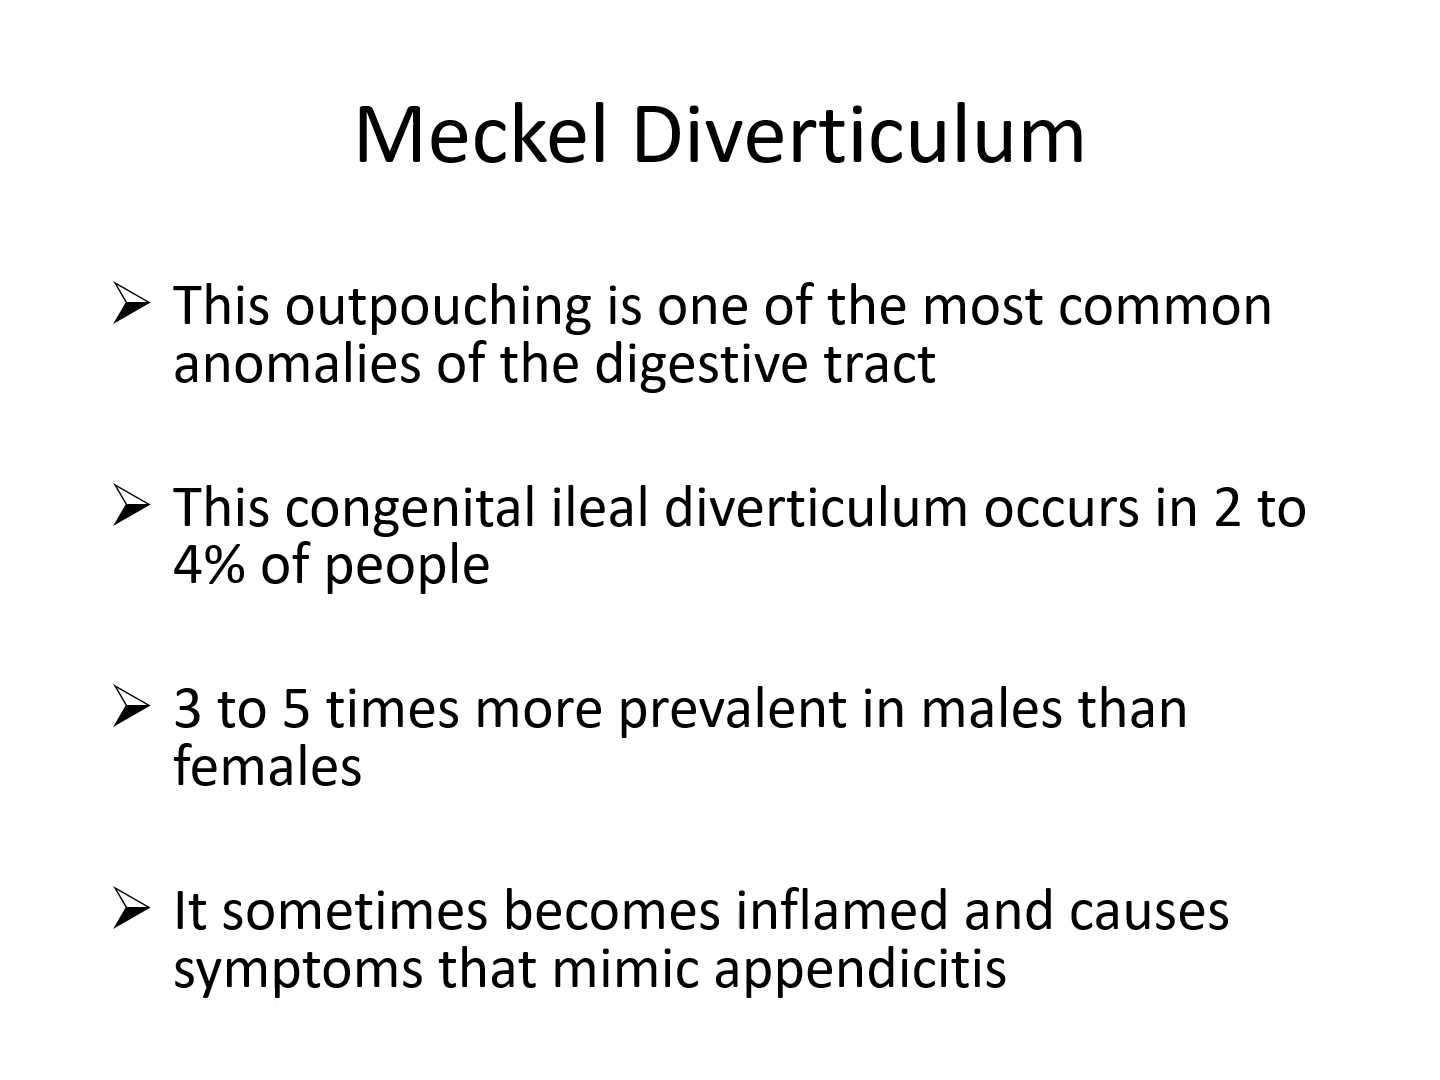 Meckel Diverticulum
➢ This outpouching is one of the most common
anomalies of the digestive tract
➢ This congenital ileal diverticulum occurs in 2 to
4% of people
➢ 3 to 5 times more prevalent in males than
females
➢ It sometimes becomes inflamed and causes
symptoms that mimic appendicitis